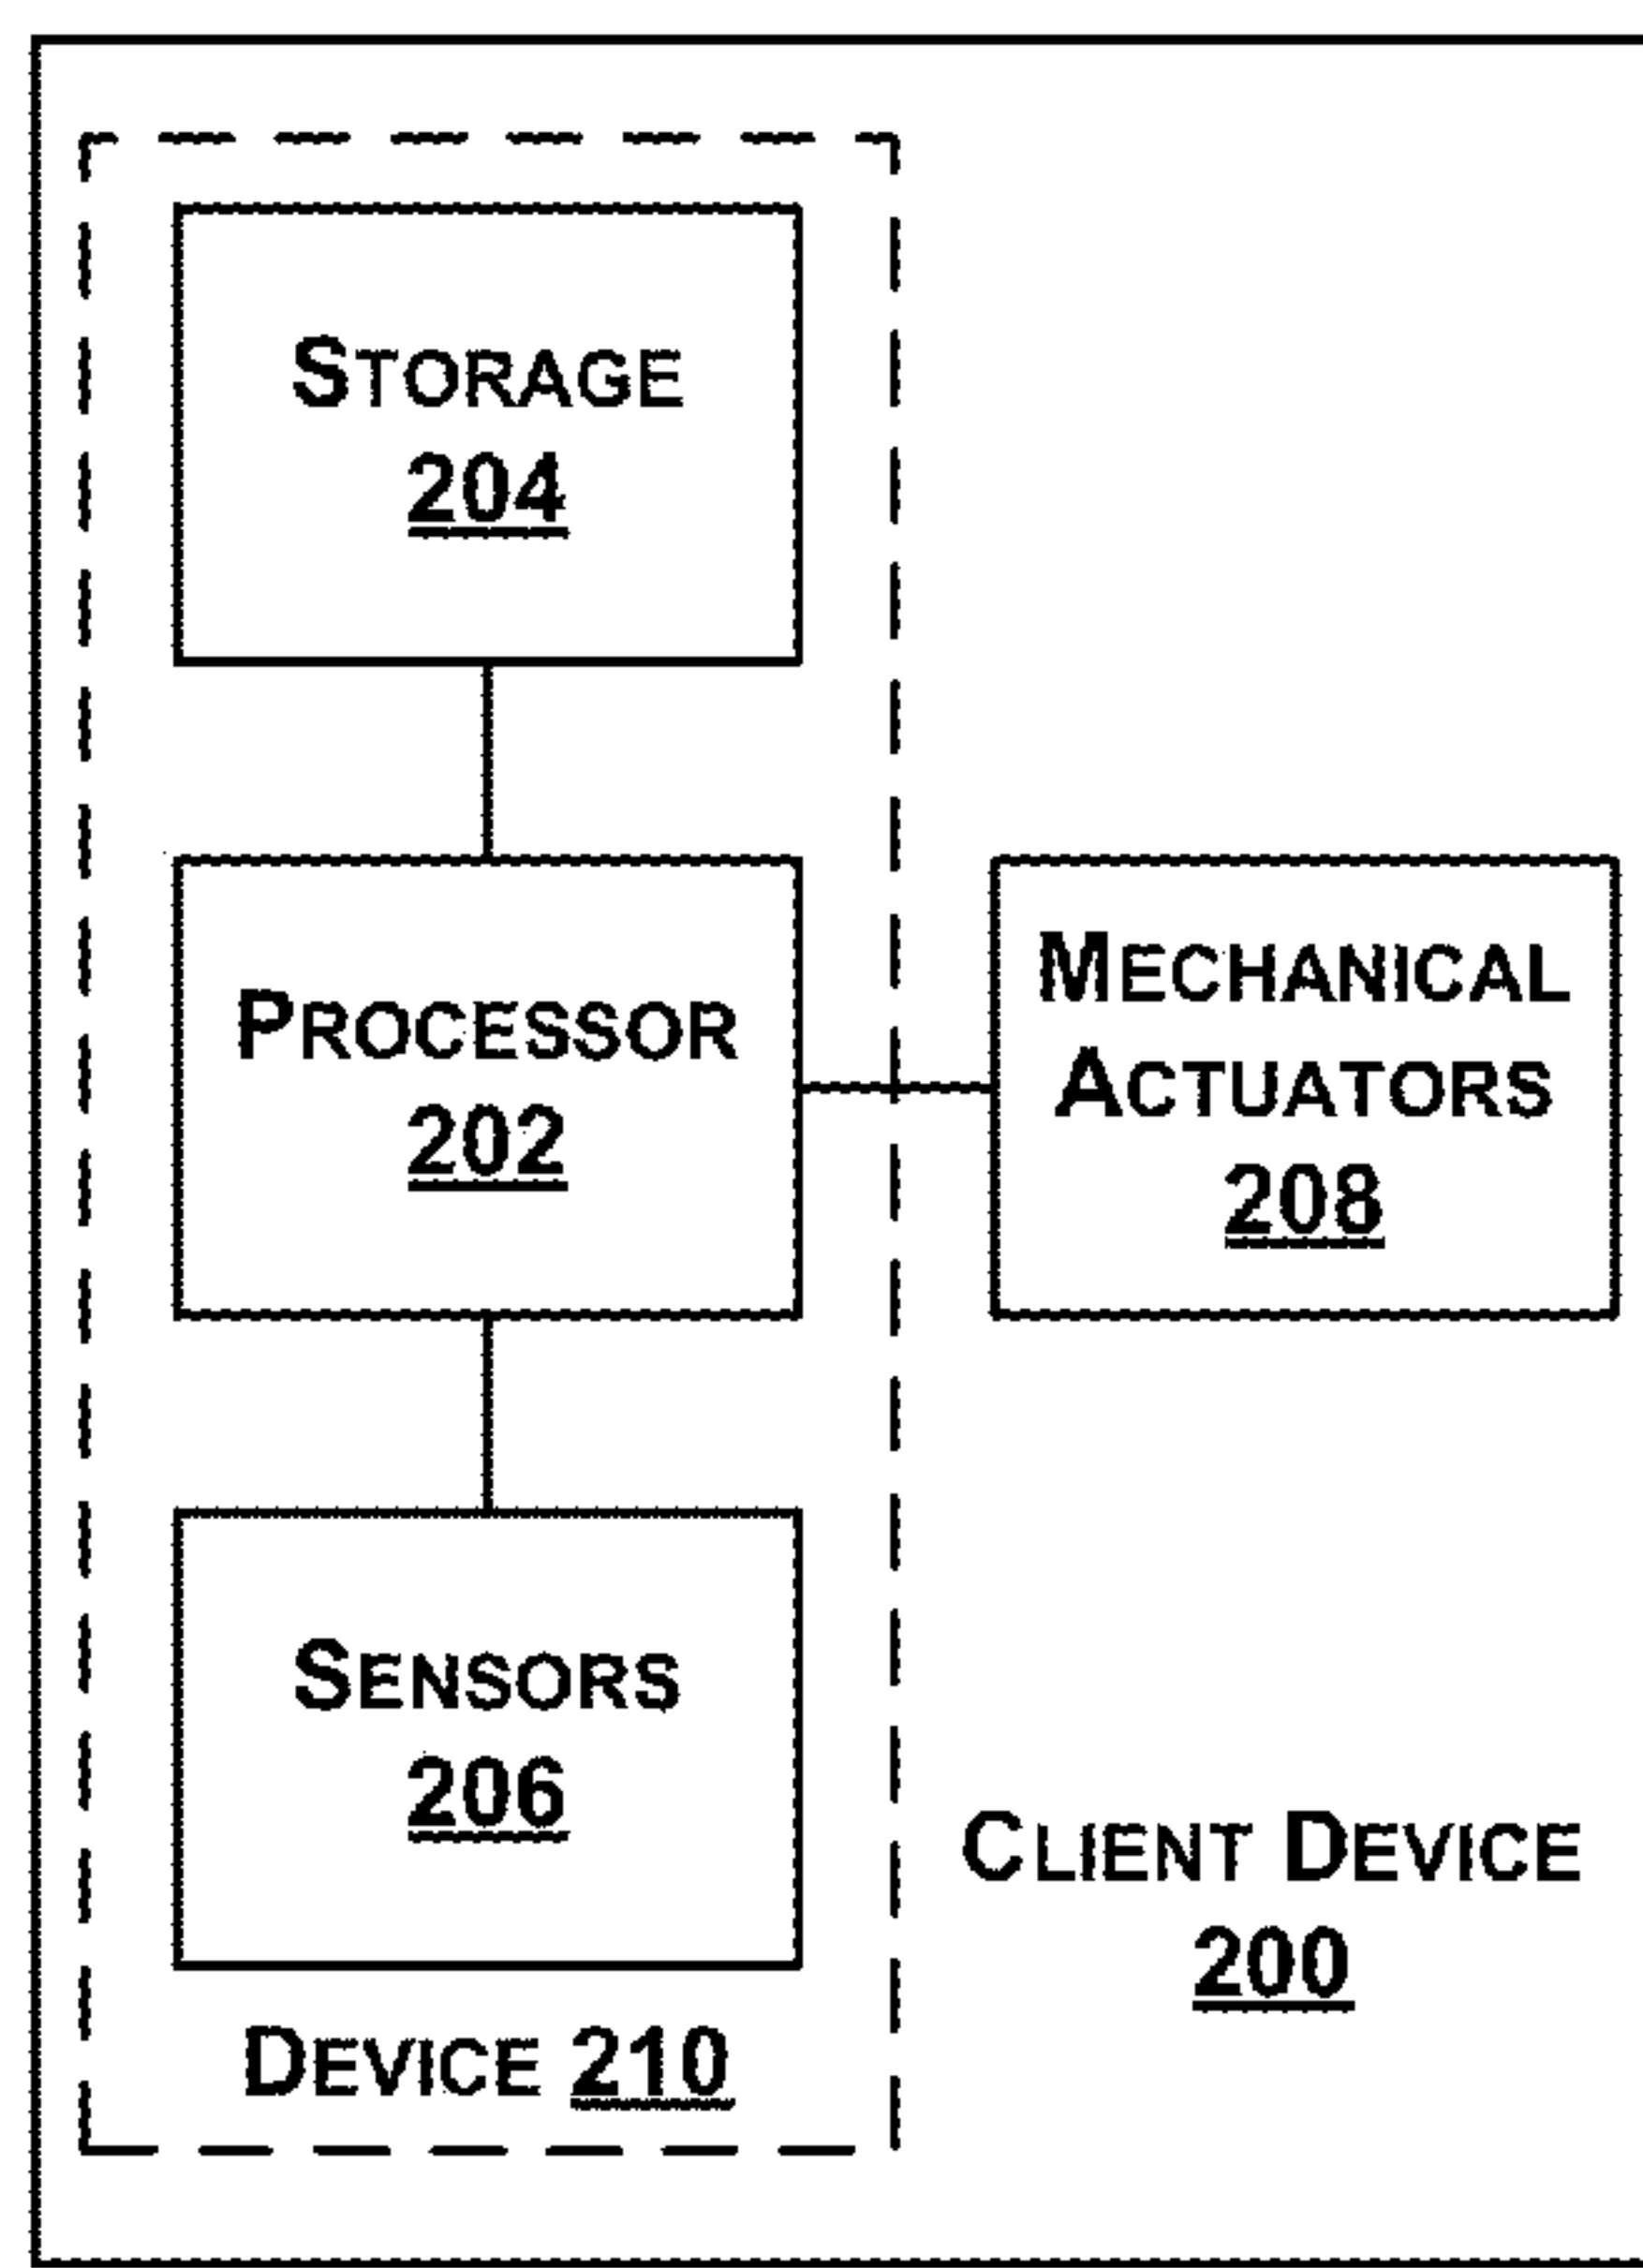 STORAGE
204
PROCESSOR
202
MECHANICAL
ACTUATORS
208
SENSORS
206
CLIENT DEVICE
200
DEVICE 210